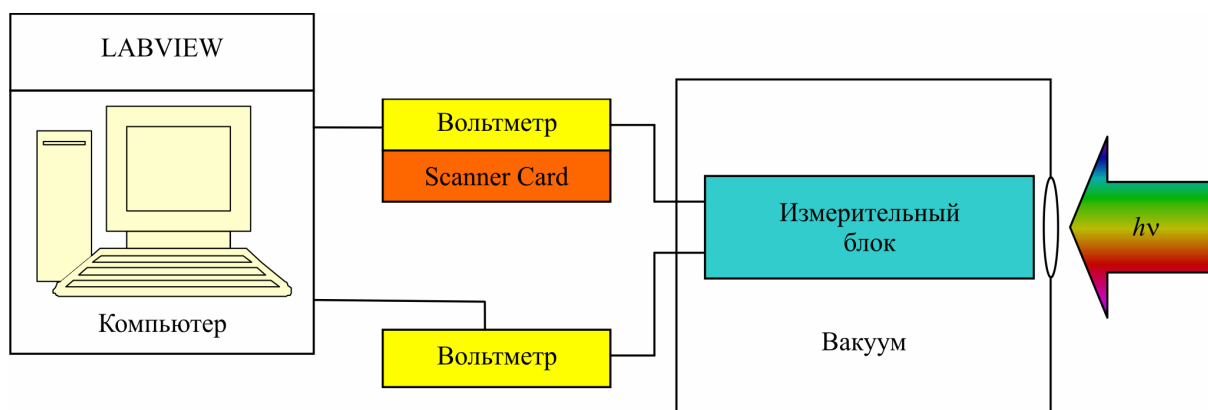 LABVIEW
Компьютер
Вольтметр
Scanner Card
Вольтметр
Измерительный
блок
Вакуум
hν